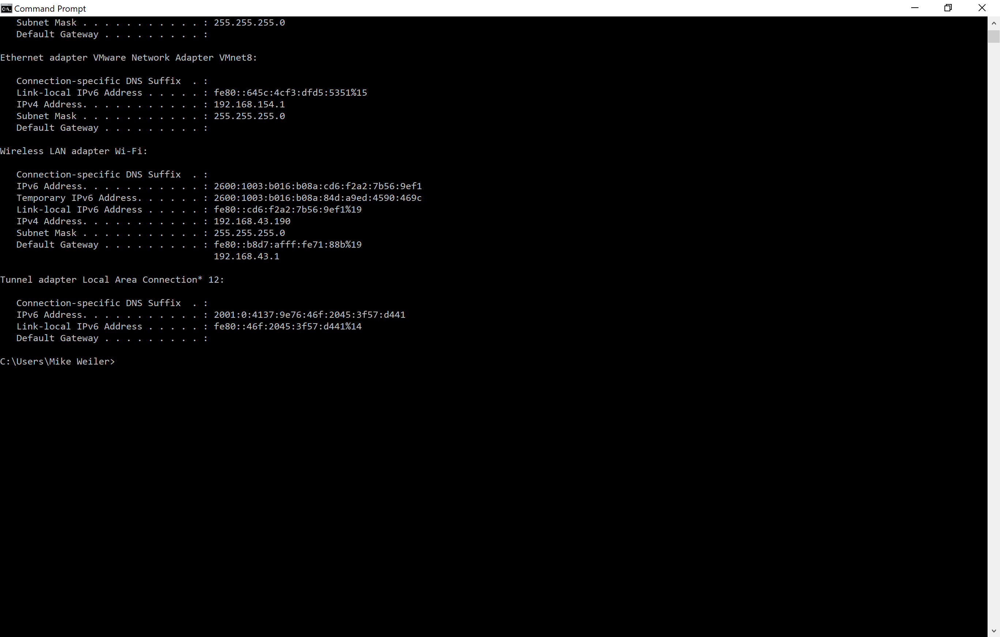 Command Prompt
   Subnet Mask . . . . . . . . . . . : 255.255.255.0
   Default Gateway . . . . . . . . . :
Ethernet adapter VMware Network Adapter VMnet8:
   Connection-specific DNS Suffix  . :
   Link-local IPv6 Address . . . . . : fe80::645c:4cf3:dfd5:5351%15
   IPv4 Address. . . . . . . . . . . : 192.168.154.1
   Subnet Mask . . . . . . . . . . . : 255.255.255.0
   Default Gateway . . . . . . . . . :
Wireless LAN adapter Wi-Fi:
   Connection-specific DNS Suffix  . :
   IPv6 Address. . . . . . . . . . . : 2600:1003:b016:b08a:cd6:f2a2:7b56:9ef1
   Temporary IPv6 Address. . . . . . : 2600:1003:b016:b08a:84d:a9ed:4590:469c
   Link-local IPv6 Address . . . . . : fe80::cd6:f2a2:7b56:9ef1%19
   IPv4 Address. . . . . . . . . . . : 192.168.43.190
   Subnet Mask . . . . . . . . . . . : 255.255.255.0
   Default Gateway . . . . . . . . . : fe80::b8d7:afff:fe71:88b%19
                                       192.168.43.1
Tunnel adapter Local Area Connection* 12:
   Connection-specific DNS Suffix  . :
   IPv6 Address. . . . . . . . . . . : 2001:0:4137:9e76:46f:2045:3f57:d441
   Link-local IPv6 Address . . . . . : fe80::46f:2045:3f57:d441%14
   Default Gateway . . . . . . . . . :
C:\Users\Mike Weiler>